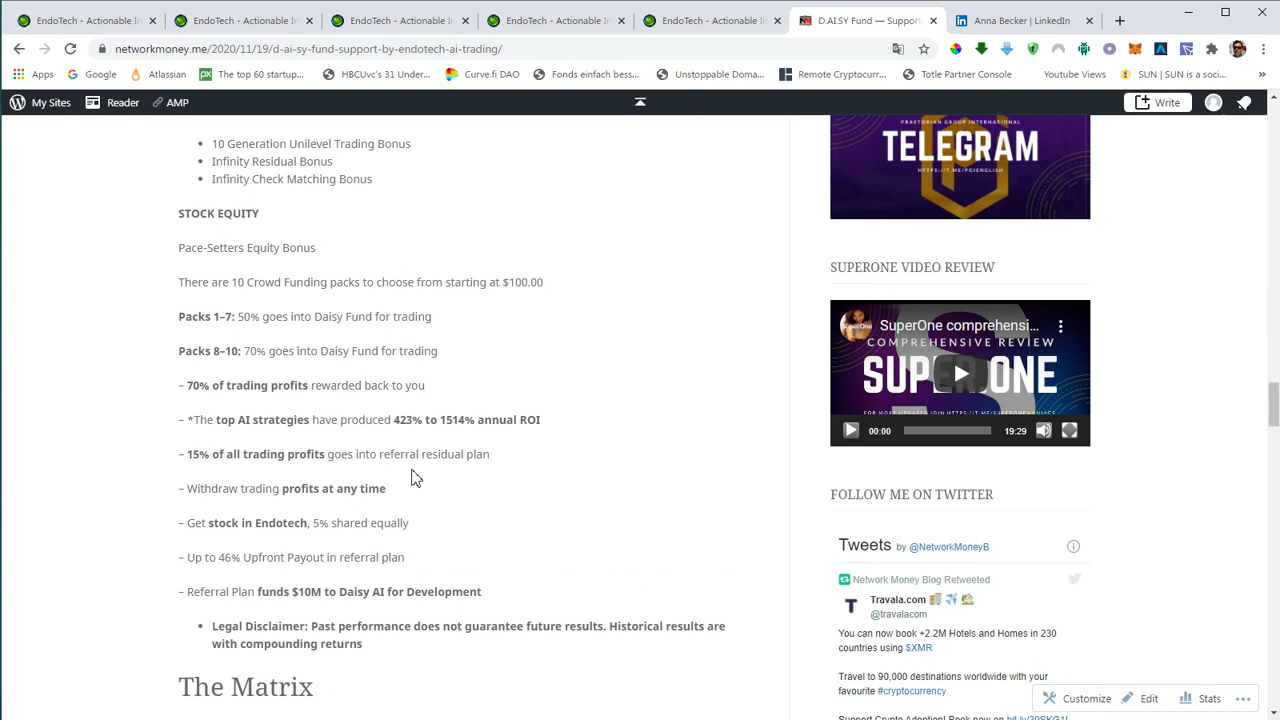 EndoTech - Actionable In
EndoTech - Actionable In
EndoTech - Actionable In
EndoTech - Actionable In
EndoTech - Actionable In
D.AI.SY Fund — Support
Anna Becker | LinkedIn
networkmoney.me/2020/11/19/d-ai-sy-fund-support-by-endotech-ai-trading/
Apps
Google
Atlassian
The top 60 startup...
HBCUvc's 31 Under...
Curve.fi DAO
Fonds einfach bess...
Unstoppable Doma...
Remote Cryptocurr...
Totle Partner Console
Youtube Views
SUN | SUN is a soci...
My Sites
Reader
AMP
Write
• 10 Generation Unilevel Trading Bonus
• Infinity Residual Bonus
• Infinity Check Matching Bonus
STOCK EQUITY
Pace-Setters Equity Bonus
There are 10 Crowd Funding packs to choose from starting at $100.00
Packs 1–7: 50% goes into Daisy Fund for trading
Packs 8–10: 70% goes into Daisy Fund for trading
– 70% of trading profits rewarded back to you
– *The top AI strategies have produced 423% to 1514% annual ROI
– 15% of all trading profits goes into referral residual plan
– Withdraw trading profits at any time
– Get stock in Endotech, 5% shared equally
– Up to 46% Upfront Payout in referral plan
– Referral Plan funds $10M to Daisy AI for Development
• Legal Disclaimer: Past performance does not guarantee future results. Historical results are
with compounding returns
The Matrix
PRAETORIAN GROUP INTERNATIONAL
TELEGRAM
HTTPS://T.ME/PGIENGLISH
SUPERONE VIDEO REVIEW
SuperOne comprehensi...
COMPREHENSIVE REVIEW
SUPERONE
00:00
19:29
FOLLOW ME ON TWITTER
Tweets by @NetworkMoneyB
Network Money Blog Retweeted
Travala.com
@travalacom
You can now book +2.2M Hotels and Homes in 230
countries using $XMR
Travel to 90,000 destinations worldwide with your
favourite #cryptocurrency
Customize
Edit
Stats